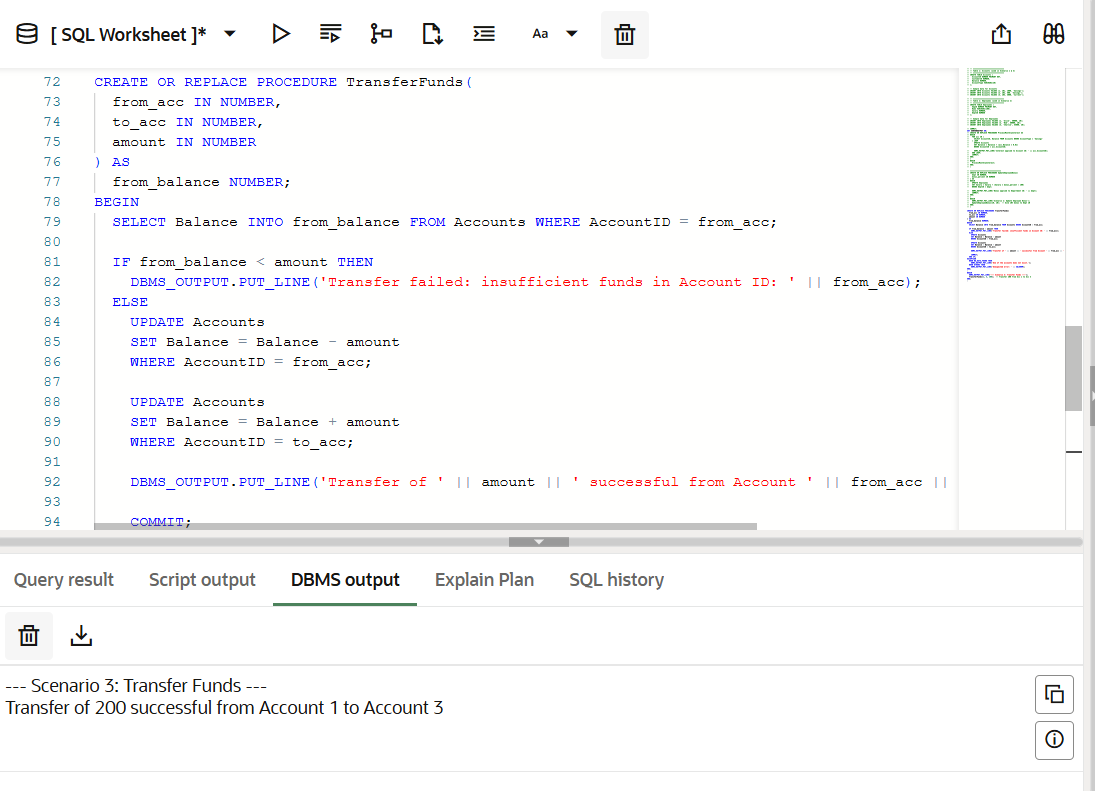 [ SQL Worksheet ]*
Aa
72 CREATE OR REPLACE PROCEDURE TransferFunds(
73 from_acc IN NUMBER,
74 to_acc IN NUMBER,
75 amount IN NUMBER
76 ) AS
77 from_balance NUMBER;
78 BEGIN
79 SELECT Balance INTO from_balance FROM Accounts WHERE AccountID = from_acc;
80
81 IF from_balance < amount THEN
82 DBMS_OUTPUT.PUT_LINE('Transfer failed: insufficient funds in Account ID: ' || from_acc);
83 ELSE
84 UPDATE Accounts
85 SET Balance = Balance - amount
86 WHERE AccountID = from_acc;
87
88 UPDATE Accounts
89 SET Balance = Balance + amount
90 WHERE AccountID = to_acc;
91
92 DBMS_OUTPUT.PUT_LINE('Transfer of ' || amount || ' successful from Account ' || from_acc ||
93
94 COMMIT;
Query result Script output DBMS output Explain Plan SQL history
--- Scenario 3: Transfer Funds ---
Transfer of 200 successful from Account 1 to Account 3